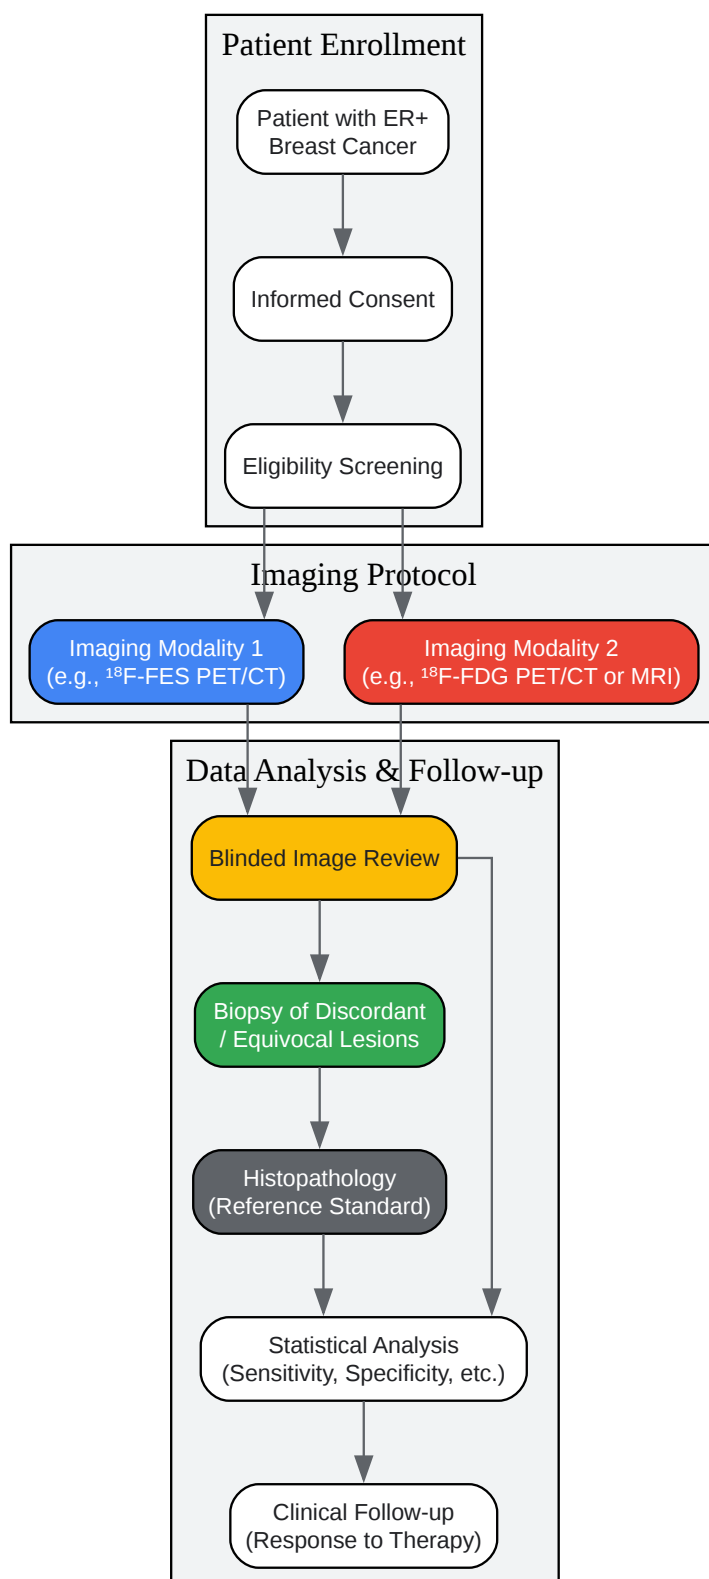 Patient Enrollment
Patient with ER+
Breast Cancer
Informed Consent
Eligibility Screening
Imaging Protocol
Imaging Modality 1
(e.g., ¹⁸F-FES PET/CT)
Imaging Modality 2
(e.g., ¹⁸F-FDG PET/CT or MRI)
Data Analysis & Follow-up
Blinded Image Review
Biopsy of Discordant
/ Equivocal Lesions
Histopathology
(Reference Standard)
Statistical Analysis
(Sensitivity, Specificity, etc.)
Clinical Follow-up
(Response to Therapy)